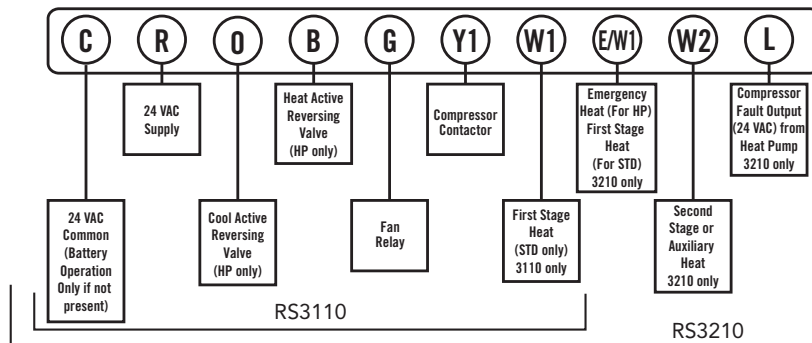 C R O B G Y1 W1 E/W1 W2 L
24 VAC
Supply
Heat Active
Reversing
Valve
(HP only)
Compressor
Contactor
Emergency
Heat (For HP)
First Stage
Heat
(For STD)
3210 only
Compressor
Fault Output
(24 VAC) from
Heat Pump
3210 only
24 VAC
Common
(Battery
Operation
Only if not
present)
Cool Active
Reversing
Valve
(HP only)
Fan
Relay
First Stage
Heat
(STD only)
3110 only
Second
Stage or
Auxiliary
Heat
3210 only
RS3110
RS3210